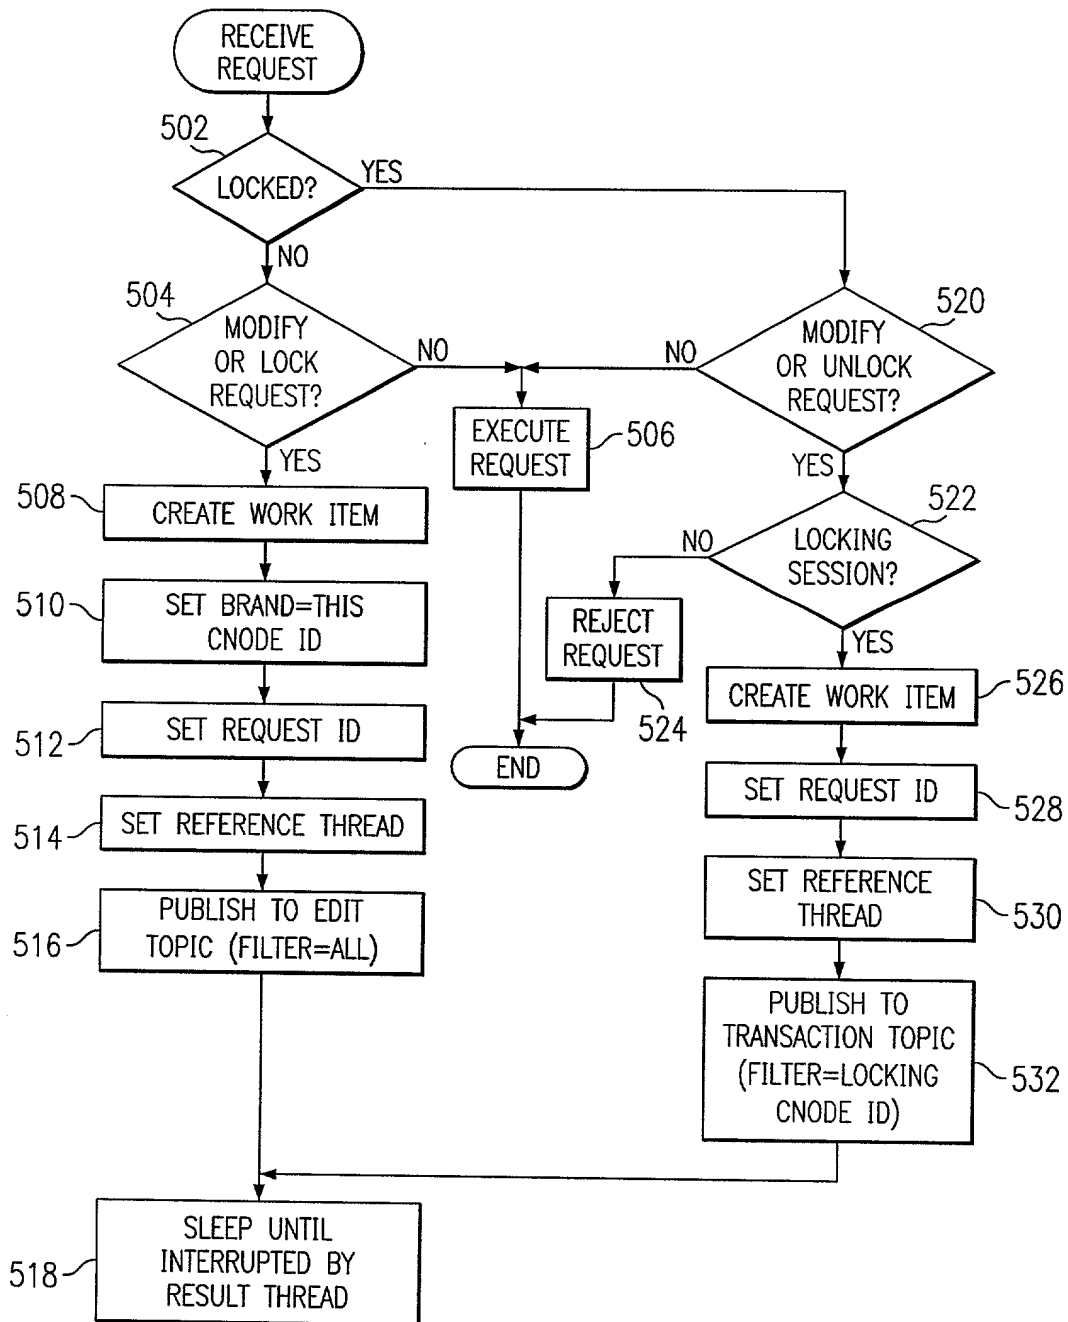 RECEIVE
REQUEST
502
LOCKED?
YES
NO
504
MODIFY
OR LOCK
REQUEST?
NO
YES
520
MODIFY
OR UNLOCK
REQUEST?
NO
YES
EXECUTE
REQUEST
506
508
CREATE WORK ITEM
522
LOCKING
SESSION?
NO
YES
510
SET BRAND=THIS
CNODE ID
REJECT
REQUEST
524
512
SET REQUEST ID
END
CREATE WORK ITEM
526
514
SET REFERENCE THREAD
SET REQUEST ID
528
516
PUBLISH TO EDIT
TOPIC (FILTER=ALL)
SET REFERENCE
THREAD
530
PUBLISH TO
TRANSACTION TOPIC
(FILTER=LOCKING
CNODE ID)
532
518
SLEEP UNTIL
INTERRUPTED BY
RESULT THREAD